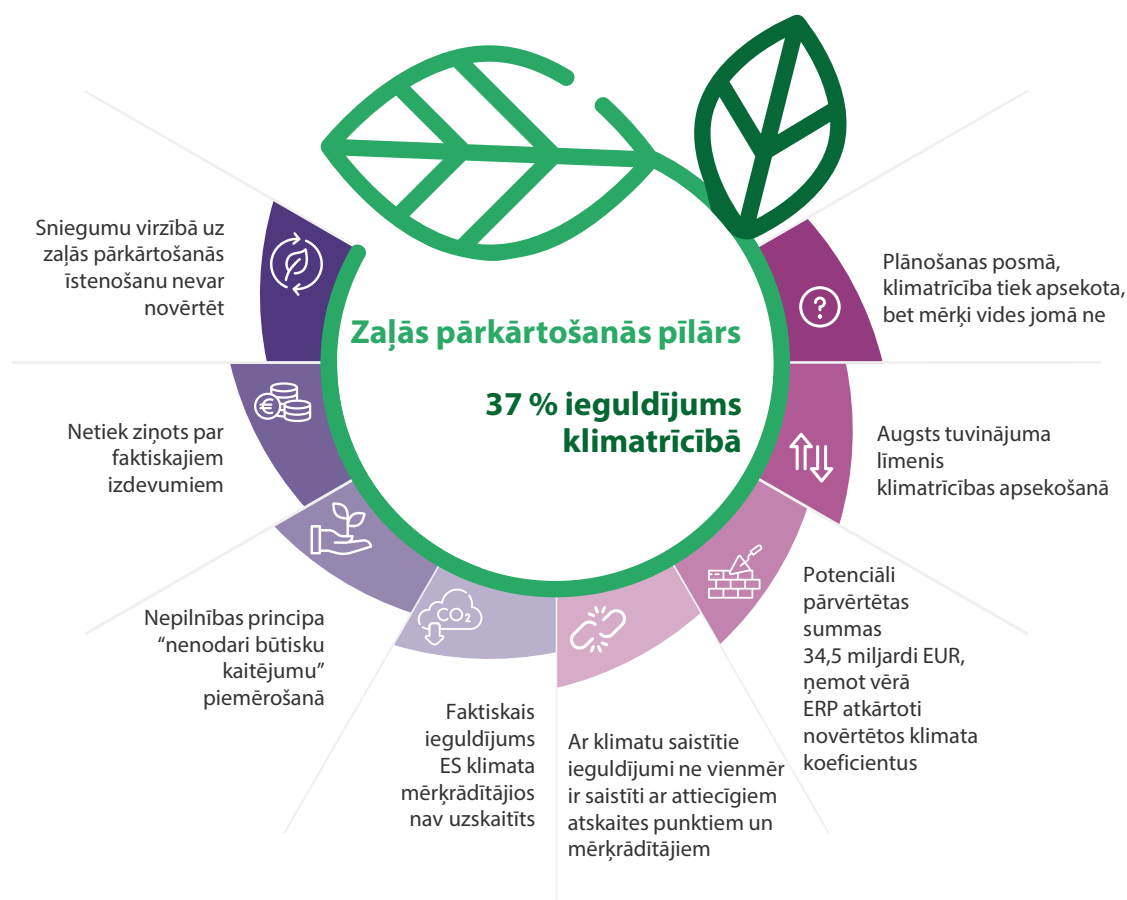 Zaļās pārkārtošanās pīlārs
37 % ieguldījums
klimatrīcībā
Plānošanas posmā,
klimatrīcība tiek apsekota,
bet mērķi vides jomā ne
Augsts tuvinājuma
līmenis
klimatrīcības apsekošanā
Potenciāli
pārvērtētas
summas
34,5 miljardi EUR,
ņemot vērā
ERP atkārtoti
novērtētos klimata
koeficientus
Ar klimatu saistītie
ieguldījumi ne vienmēr
ir saistīti ar attiecīgiem
atskaites punktiem un
mērķrādītājiem
Faktiskais
ieguldījums
ES klimata
mērķrādītājios
nav uzskaitīts
Nepilnības principa
“nenodari būtisku
kaitējumu”
piemērošanā
Netiek ziņots par
faktiskajiem
izdevumiem
Sniegumu virzībā uz
zaļās pārkārtošanās
īstenošanu nevar
novērtēt
CO₂